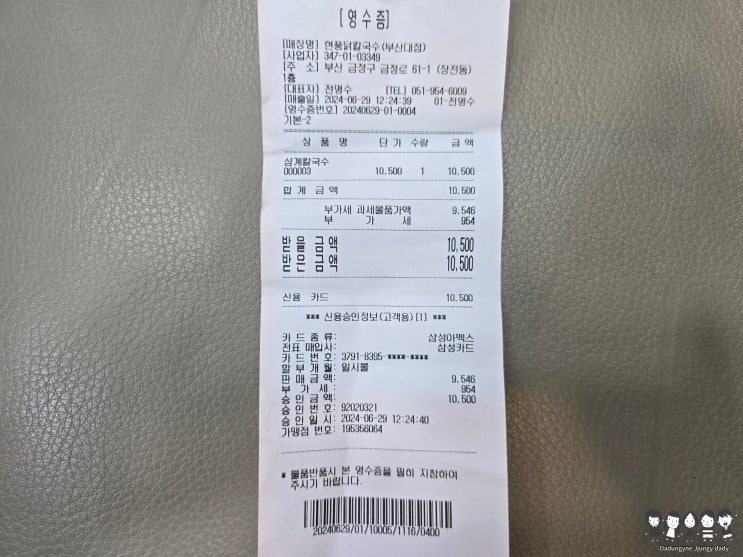 [영수증]
[매장명] 현풍닭칼국수(부산대점)
[사업자] 347-01-03349
[주 소] 부산 금정구 금정로 61-1 (장전동)
1층
[대표자] 전명수 [TEL] 051-954-6009
[매출일] 2024-06-29 12:24:39 01-전명수
[영수증번호] 20240629-01-0004
기본-2
상 품 명 단 가 수량 금 액
삼계칼국수
000003 10,500 1 10,500
합 계 금 액 10,500
부가세 과세물품가액 9,546
부 가 세 954
받을 금액 10,500
받은 금액 10,500
신용 카드 10,500
*** 신용승인정보(고객용)[1] ***
카 드 종 류: 삼성아멕스
전표 매입사: 삼성카드
카 드 번 호: 3791-8395-****-****
할 부 개 월: 일시불
판 매 금 액: 9,546
부 가 세 : 954
승 인 금 액: 10,500
승 인 번 호: 92020321
승 인 일 시: 2024-06-29 12:24:40
가맹점 번호: 195356064
* 물품반품시 본 영수증을 필히 지참하여
주시기 바랍니다.
20240629/01/10005/1116/0400
Dadungyne Jjungy dady